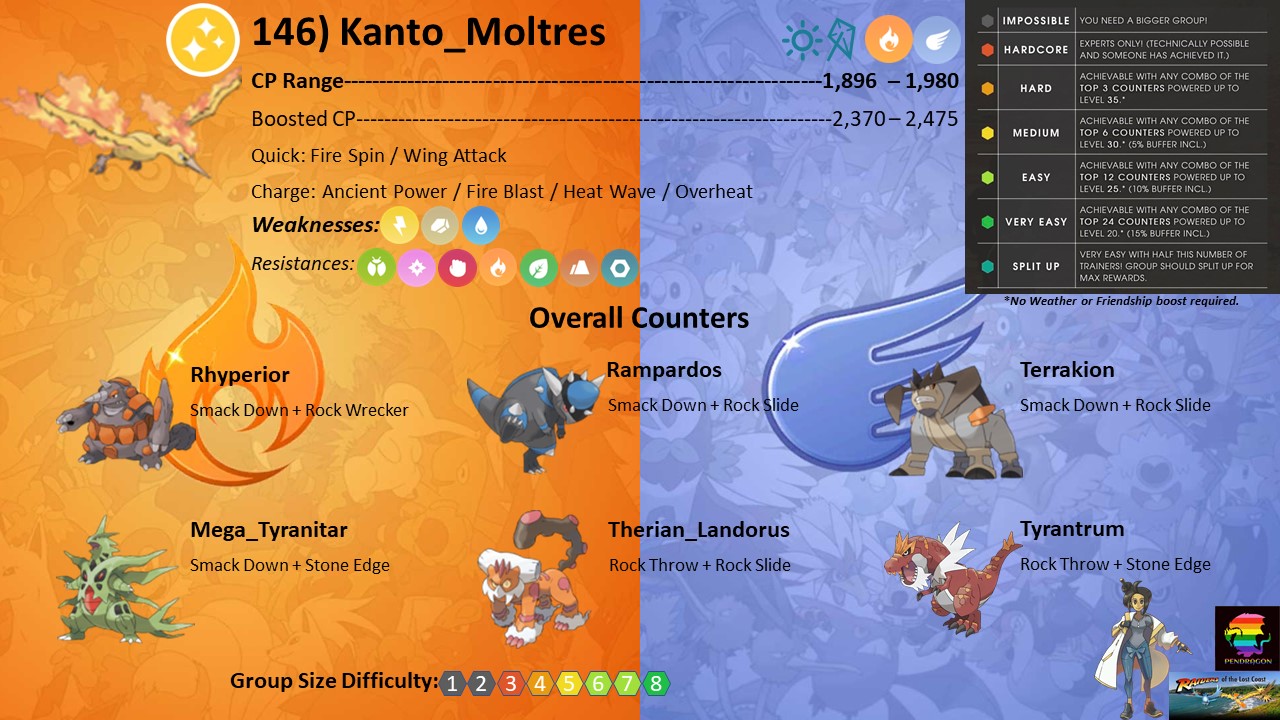 146) Kanto_Moltres
CP Range---------------------------------------------------------------------1,896 – 1,980
Boosted CP---------------------------------------------------------------------2,370 – 2,475
Quick: Fire Spin / Wing Attack
Charge: Ancient Power / Fire Blast / Heat Wave / Overheat
Weaknesses:
Resistances:
IMPOSSIBLE YOU NEED A BIGGER GROUP!
HARDCORE EXPERTS ONLY! (TECHNICALLY POSSIBLE
AND SOMEONE HAS ACHIEVED IT.)
HARD ACHIEVABLE WITH ANY COMBO OF THE
TOP 3 COUNTERS POWERED UP TO
LEVEL 35.*
MEDIUM ACHIEVABLE WITH ANY COMBO OF THE
TOP 6 COUNTERS POWERED UP TO
LEVEL 30.* (5% BUFFER INCL.)
EASY ACHIEVABLE WITH ANY COMBO OF THE
TOP 12 COUNTERS POWERED UP TO
LEVEL 25.* (10% BUFFER INCL.)
VERY EASY ACHIEVABLE WITH ANY COMBO OF THE
TOP 24 COUNTERS POWERED UP TO
LEVEL 20.* (15% BUFFER INCL.)
SPLIT UP VERY EASY WITH HALF THIS NUMBER OF
TRAINERS! GROUP SHOULD SPLIT UP FOR
MAX REWARDS.
*No Weather or Friendship boost required.
Overall Counters
Rhyperior
Smack Down + Rock Wrecker
Rampardos
Smack Down + Rock Slide
Terrakion
Smack Down + Rock Slide
Mega_Tyranitar
Smack Down + Stone Edge
Therian_Landorus
Rock Throw + Rock Slide
Tyrantrum
Rock Throw + Stone Edge
Group Size Difficulty: 1 2 3 4 5 6 7 8
PENDRAGON
RAIDERS of the Lost Coast